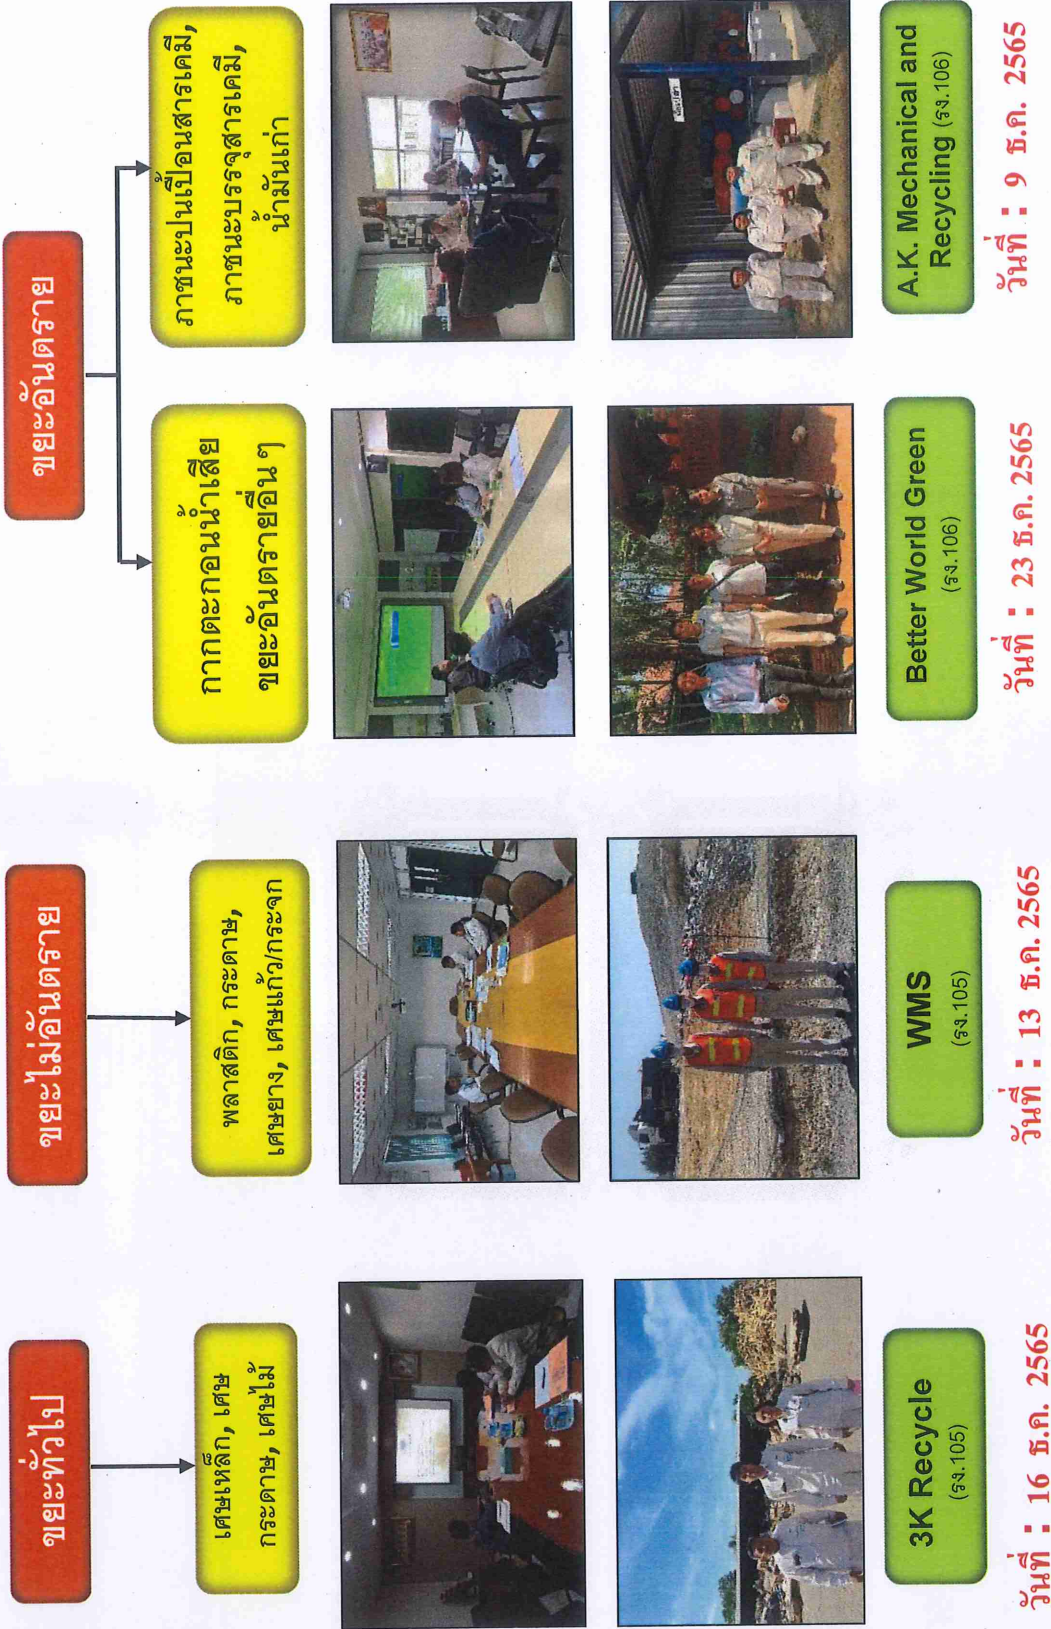 ขยะทั่วไป
ขยะไม่อันตราย
ขยะอันตราย
เศษเหล็ก, เศษ
กระดาษ, เศษไม้
พลาสติก, กระดาษ,
เศษยาง, เศษแก้ว/กระจก
กากตะกอนน้ำเสีย
ขยะอันตรายอื่น ๆ
ภาชนะปนเปื้อนสารเคมี,
ภาชนะบรรจุสารเคมี,
น้ำมันเก่า
3K Recycle
(รง.105)
WMS
(รง.105)
Better World Green
(รง.106)
A.K. Mechanical and
Recycling (รง.106)
วันที่ : 16 ธ.ค. 2565
วันที่ : 13 ธ.ค. 2565
วันที่ : 23 ธ.ค. 2565
วันที่ : 9 ธ.ค. 2565